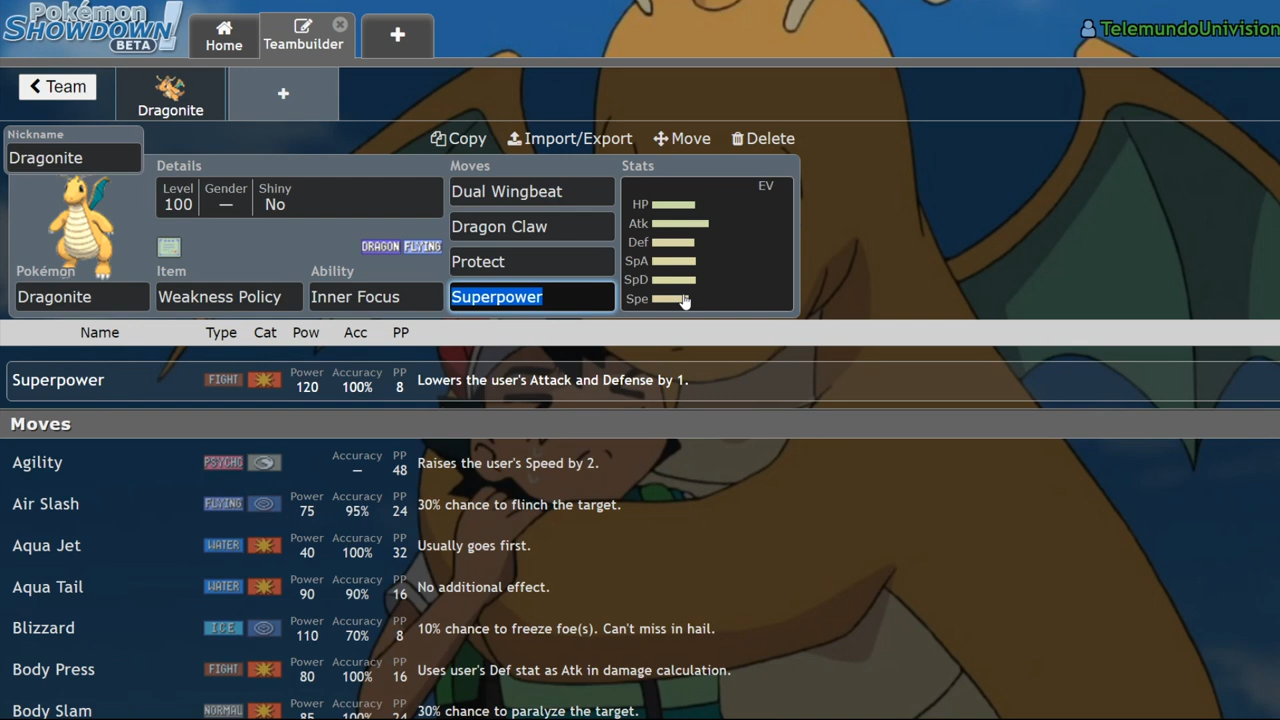 Pokémon
SHOWDOWN!
BETA
Home
Teambuilder
+
TelemundoUnivision
Team
Dragonite
+
Nickname
Dragonite
Copy
Import/Export
Move
Delete
Details
Moves
Stats
Level
Gender
Shiny
100
—
No
Dual Wingbeat
EV
HP
Dragon Claw
Atk
Def
DRAGON FLYING
Protect
SpA
Pokémon
Item
Ability
SpD
Dragonite
Weakness Policy
Inner Focus
Superpower
Spe
Name Type Cat Pow Acc PP
Superpower FIGHT Power 120 Accuracy 100% PP 8 Lowers the user's Attack and Defense by 1.
Moves
Agility PSYCHC Accuracy — PP 48 Raises the user's Speed by 2.
Air Slash FLYING Power 75 Accuracy 95% PP 24 30% chance to flinch the target.
Aqua Jet WATER Power 40 Accuracy 100% PP 32 Usually goes first.
Aqua Tail WATER Power 90 Accuracy 90% PP 16 No additional effect.
Blizzard ICE Power 110 Accuracy 70% PP 8 10% chance to freeze foe(s). Can't miss in hail.
Body Press FIGHT Power 80 Accuracy 100% PP 16 Uses user's Def stat as Atk in damage calculation.
Body Slam NORMAL Power 85 Accuracy 100% PP 24 30% chance to paralyze the target.